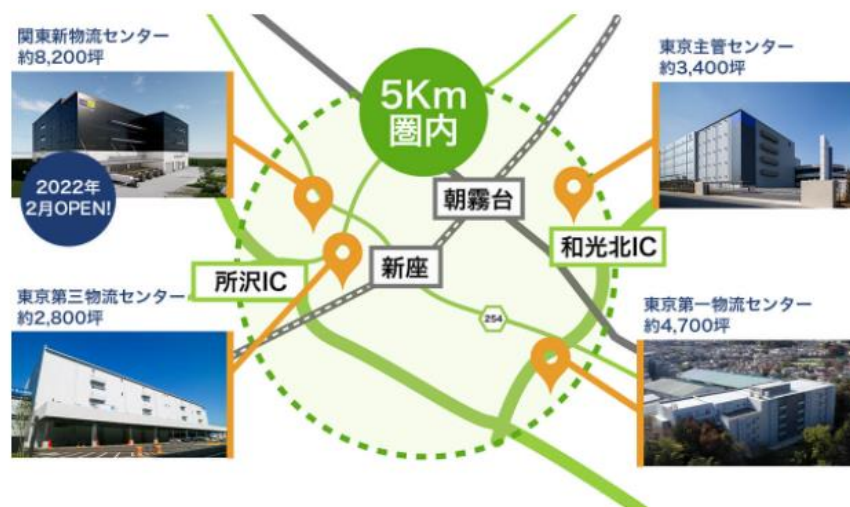 関東新物流センター
約8,200坪
2022年
2月OPEN!
5Km
圏内
東京主管センター
約3,400坪
朝霧台
新座
和光北IC
所沢IC
254
東京第三物流センター
約2,800坪
東京第一物流センター
約4,700坪